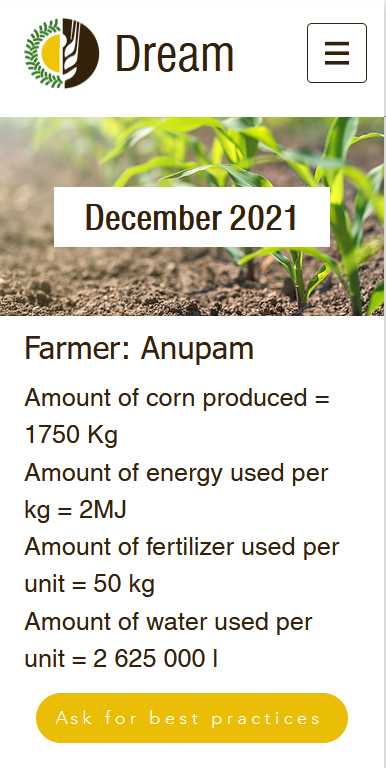 Dream
December 2021
Farmer: Anupam
Amount of corn produced =
1750 Kg
Amount of energy used per
kg = 2MJ
Amount of fertilizer used per
unit = 50 kg
Amount of water used per
unit = 2 625 000 l
Ask for best practices